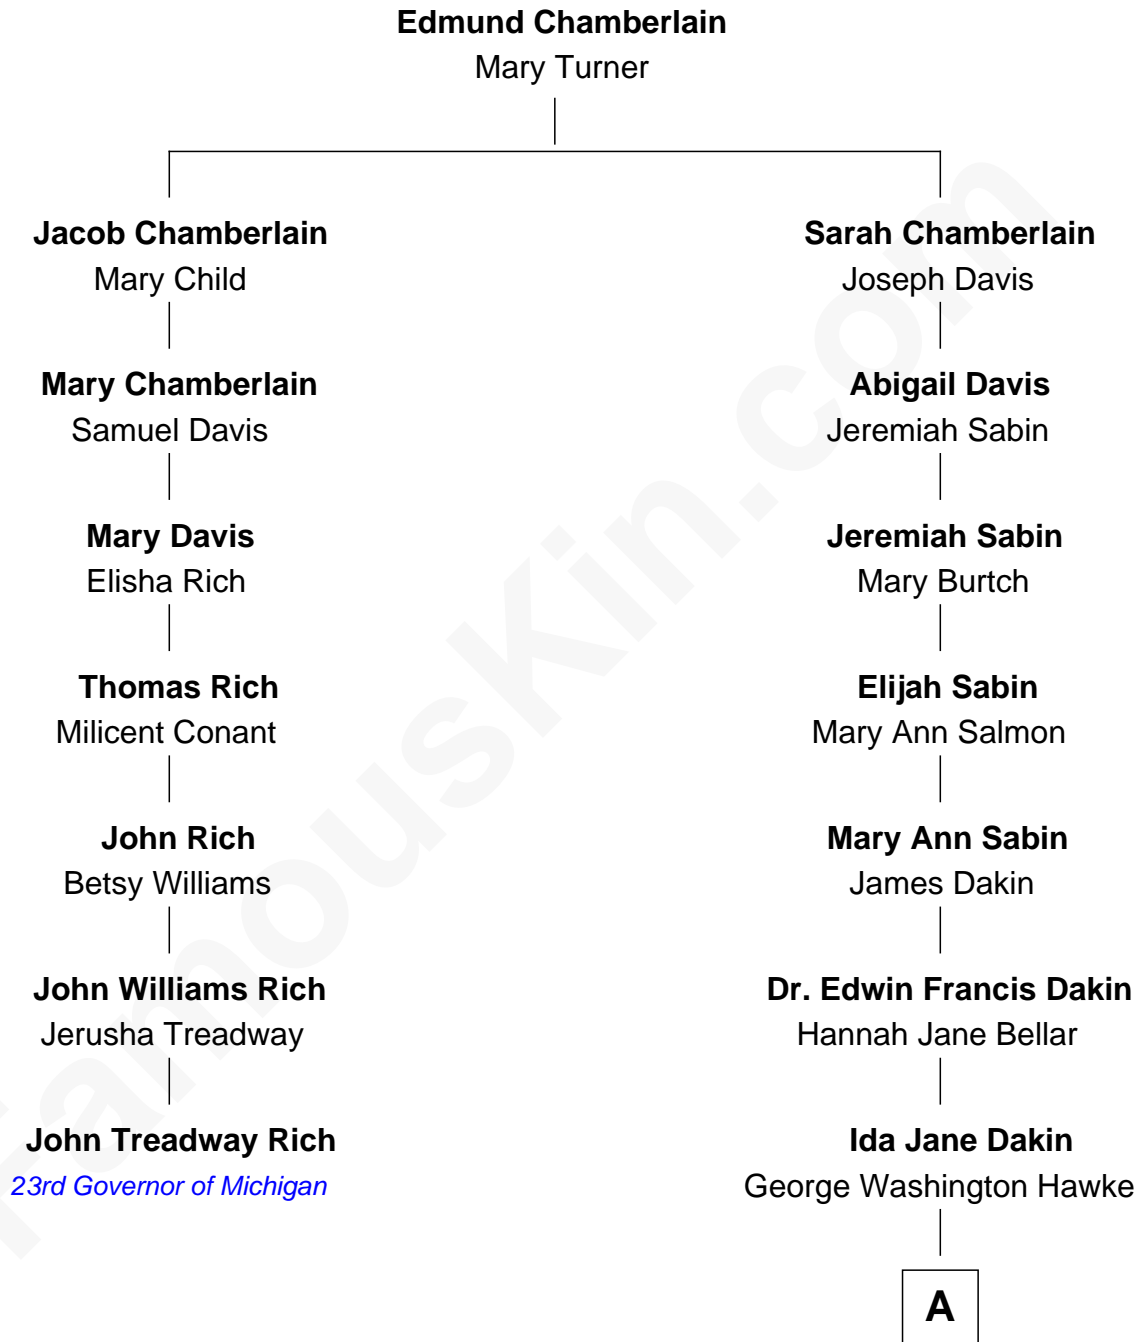 Edmund Chamberlain
Mary Turner
Jacob Chamberlain
Mary Child
Mary Chamberlain
Samuel Davis
Mary Davis
Elisha Rich
Thomas Rich
Milicent Conant
John Rich
Betsy Williams
John Williams Rich
Jerusha Treadway
John Treadway Rich
23rd Governor of Michigan
Sarah Chamberlain
Joseph Davis
Abigail Davis
Jeremiah Sabin
Jeremiah Sabin
Mary Burtch
Elijah Sabin
Mary Ann Salmon
Mary Ann Sabin
James Dakin
Dr. Edwin Francis Dakin
Hannah Jane Bellar
Ida Jane Dakin
George Washington Hawke
A
FamousKin.com